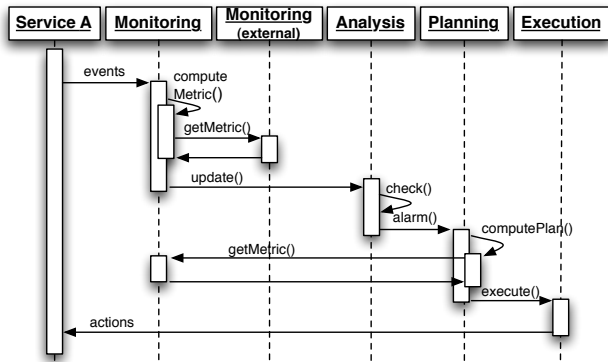 Service A
Monitoring
Monitoring
(external)
Analysis
Planning
Execution
events
compute
Metric()
getMetric()
update()
check()
alarm()
computePlan()
getMetric()
execute()
actions